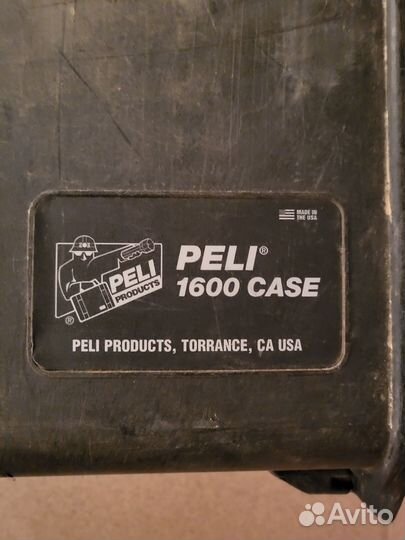 MADE IN
THE USA
PELI
PRODUCTS
®
PELI®
1600 CASE
PELI PRODUCTS, TORRANCE, CA USA
Avito